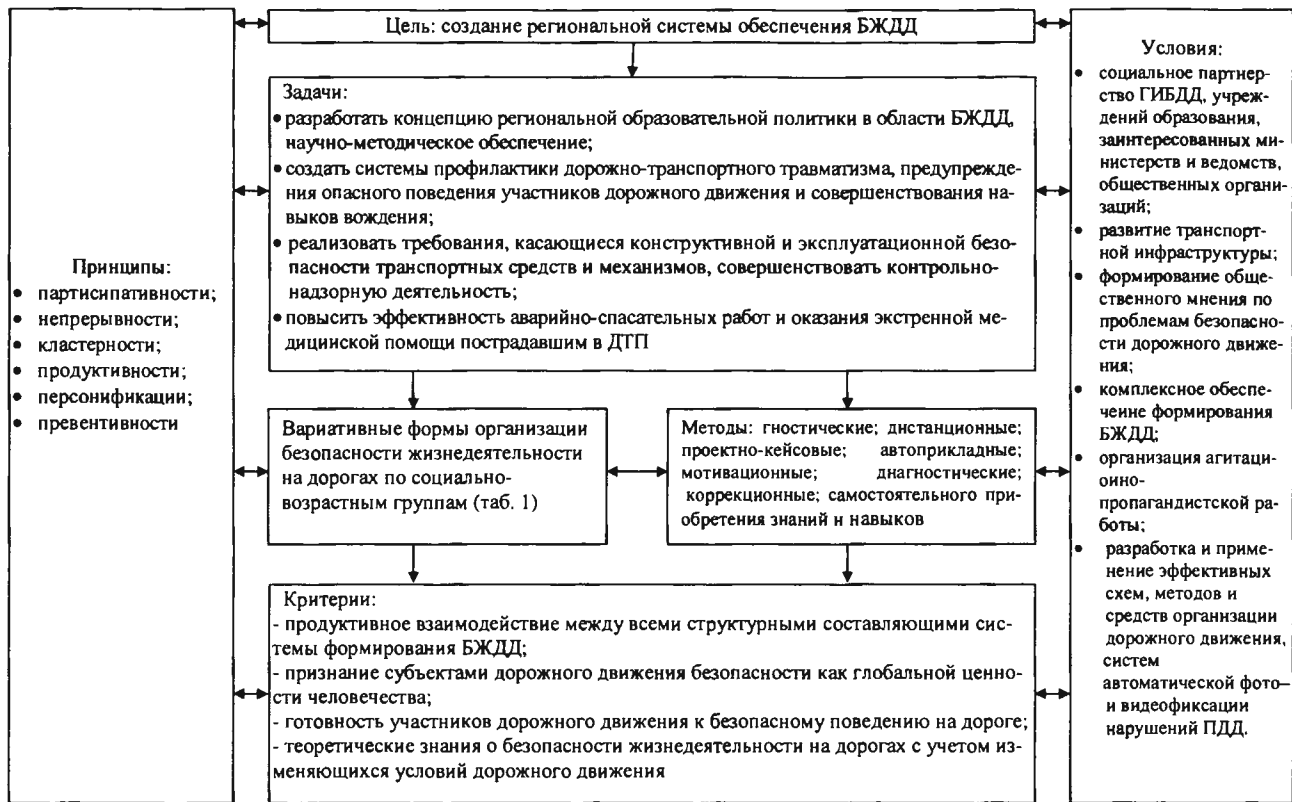 Цель: создание региональной системы обеспечения БЖДД
Принципы:
• партисипативности;
• непрерывности;
• кластерности;
• продуктивности;
• персонификации;
• превентивности
Задачи:
• разработать концепцию региональной образовательной политики в области БЖДД,
научно-методическое обеспечение;
• создать системы профилактики дорожно-транспортного травматизма, предупрежде-
ния опасного поведения участников дорожного движения и совершенствования на-
выков вождения;
• реализовать требования, касающиеся конструктивной и эксплуатационной безо-
пасности транспортных средств и механизмов, совершенствовать контрольно-
надзорную деятельность;
• повысить эффективность аварийно-спасательных работ и оказания экстренной ме-
дицииской помощи пострадавшим в ДТП
Вариативные формы организации
безопасности жизнедеятельности
на дорогах по социально-
возрастным группам (таб. 1)
Методы: гностические; дистанционные;
проектно-кейсовые; автоприкладные;
мотивационные; диагностические;
коррекционные; самостоятельного при-
обретения знаний н навыков
Критерии:
- продуктивное взаимодействие между всеми структурными составляющими сис-
темы формирования БЖДД;
- признание субъектами дорожного движения безопасности как глобальной ценно-
сти человечества;
- готовность участников дорожного движения к безопасному поведению на дороге;
- теоретические знания о безопасности жизнедеятельности на дорогах с учетом из-
меняющихся условий дорожного движения
Условия:
• социальное партнер-
ство ГИБДД, учреж-
дений образования,
заинтересованных ми-
нистерств и ведомств,
общественных органи-
заций;
• развитие транспорт-
ной инфраструктуры;
• формирование обще-
ственного мнения по
проблемам безопасно-
сти дорожного движе-
ния;
• комплексное обеспе-
чеине формирования
БЖДД;
• организация агитаци-
оино-
пропагандистской ра-
боты;
• разработка и приме-
нение эффективных
схем, методов и
средств организации
дорожного движения,
систем
автоматической фото–
и видеофиксации
нарушений ПДД.